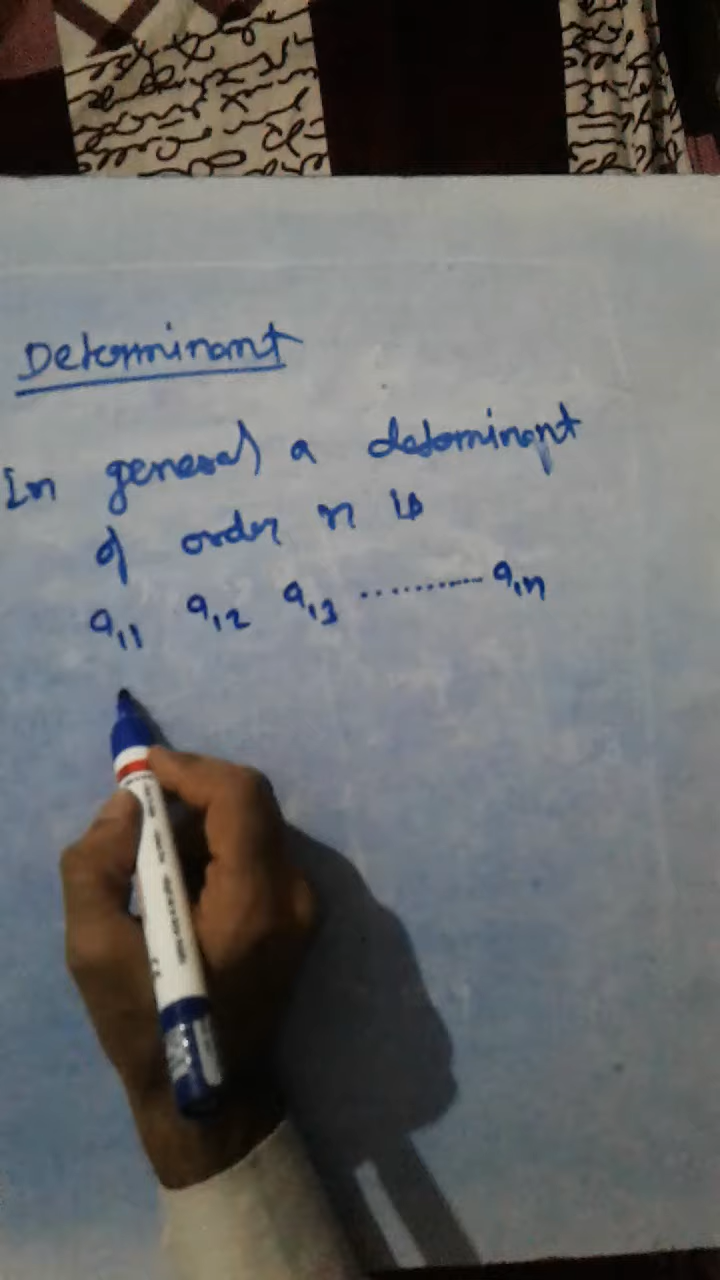 Determinant
In general a determinant
of order n is
a11 a12 a13 ........... a1n